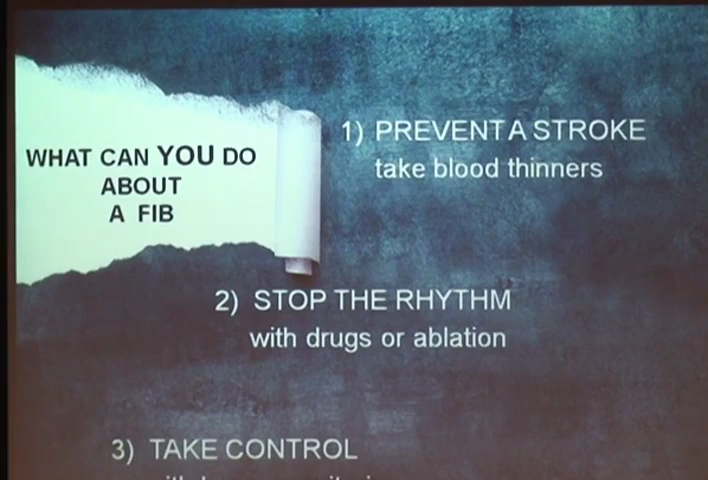 WHAT CAN YOU DO
ABOUT
A FIB
1) PREVENT A STROKE
take blood thinners
2) STOP THE RHYTHM
with drugs or ablation
3) TAKE CONTROL